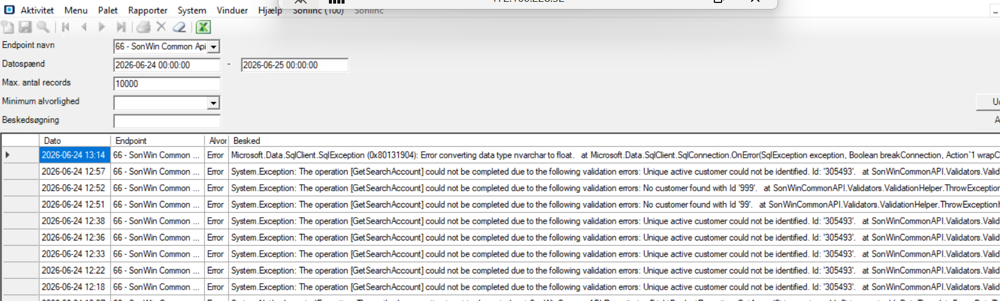 Aktivitet Menu Palet Rapporter System Vinduer Hjælp Sonlinc (100) Sonlinc
Endpoint navn 66 - SonWin Common Api
Datospænd 2026-06-24 00:00:00 - 2026-06-25 00:00:00
Max. antal records 10000
Minimum alvorlighed
Beskedsøgning
Dato Endpoint Alvor Besked
2026-06-24 13:14 66 - SonWin Common ... Error Microsoft.Data.SqlClient.SqlException (0x80131904): Error converting data type nvarchar to float. at Microsoft.Data.SqlClient.SqlConnection.OnError(SqlException exception, Boolean breakConnection, Action`1 wrapC
2026-06-24 12:57 66 - SonWin Common ... Error System.Exception: The operation [GetSearchAccount] could not be completed due to the following validation errors: Unique active customer could not be identified. Id: '305493'. at SonWinCommonAPI.Validators.Valid
2026-06-24 12:52 66 - SonWin Common ... Error System.Exception: The operation [GetSearchAccount] could not be completed due to the following validation errors: No customer found with Id '999'. at SonWinCommonAPI.Validators.ValidationHelper.ThrowException
2026-06-24 12:51 66 - SonWin Common ... Error System.Exception: The operation [GetSearchAccount] could not be completed due to the following validation errors: No customer found with Id '99'. at SonWinCommonAPI.Validators.ValidationHelper.ThrowException
2026-06-24 12:38 66 - SonWin Common ... Error System.Exception: The operation [GetSearchAccount] could not be completed due to the following validation errors: Unique active customer could not be identified. Id: '305493'. at SonWinCommonAPI.Validators.Valid
2026-06-24 12:36 66 - SonWin Common ... Error System.Exception: The operation [GetSearchAccount] could not be completed due to the following validation errors: Unique active customer could not be identified. Id: '305493'. at SonWinCommonAPI.Validators.Valid
2026-06-24 12:33 66 - SonWin Common ... Error System.Exception: The operation [GetSearchAccount] could not be completed due to the following validation errors: Unique active customer could not be identified. Id: '305493'. at SonWinCommonAPI.Validators.Valid
2026-06-24 12:22 66 - SonWin Common ... Error System.Exception: The operation [GetSearchAccount] could not be completed due to the following validation errors: Unique active customer could not be identified. Id: '305493'. at SonWinCommonAPI.Validators.Valid
2026-06-24 12:18 66 - SonWin Common ... Error System.Exception: The operation [GetSearchAccount] could not be completed due to the following validation errors: Unique active customer could not be identified. Id: '305493'. at SonWinCommonAPI.Validators.Valid